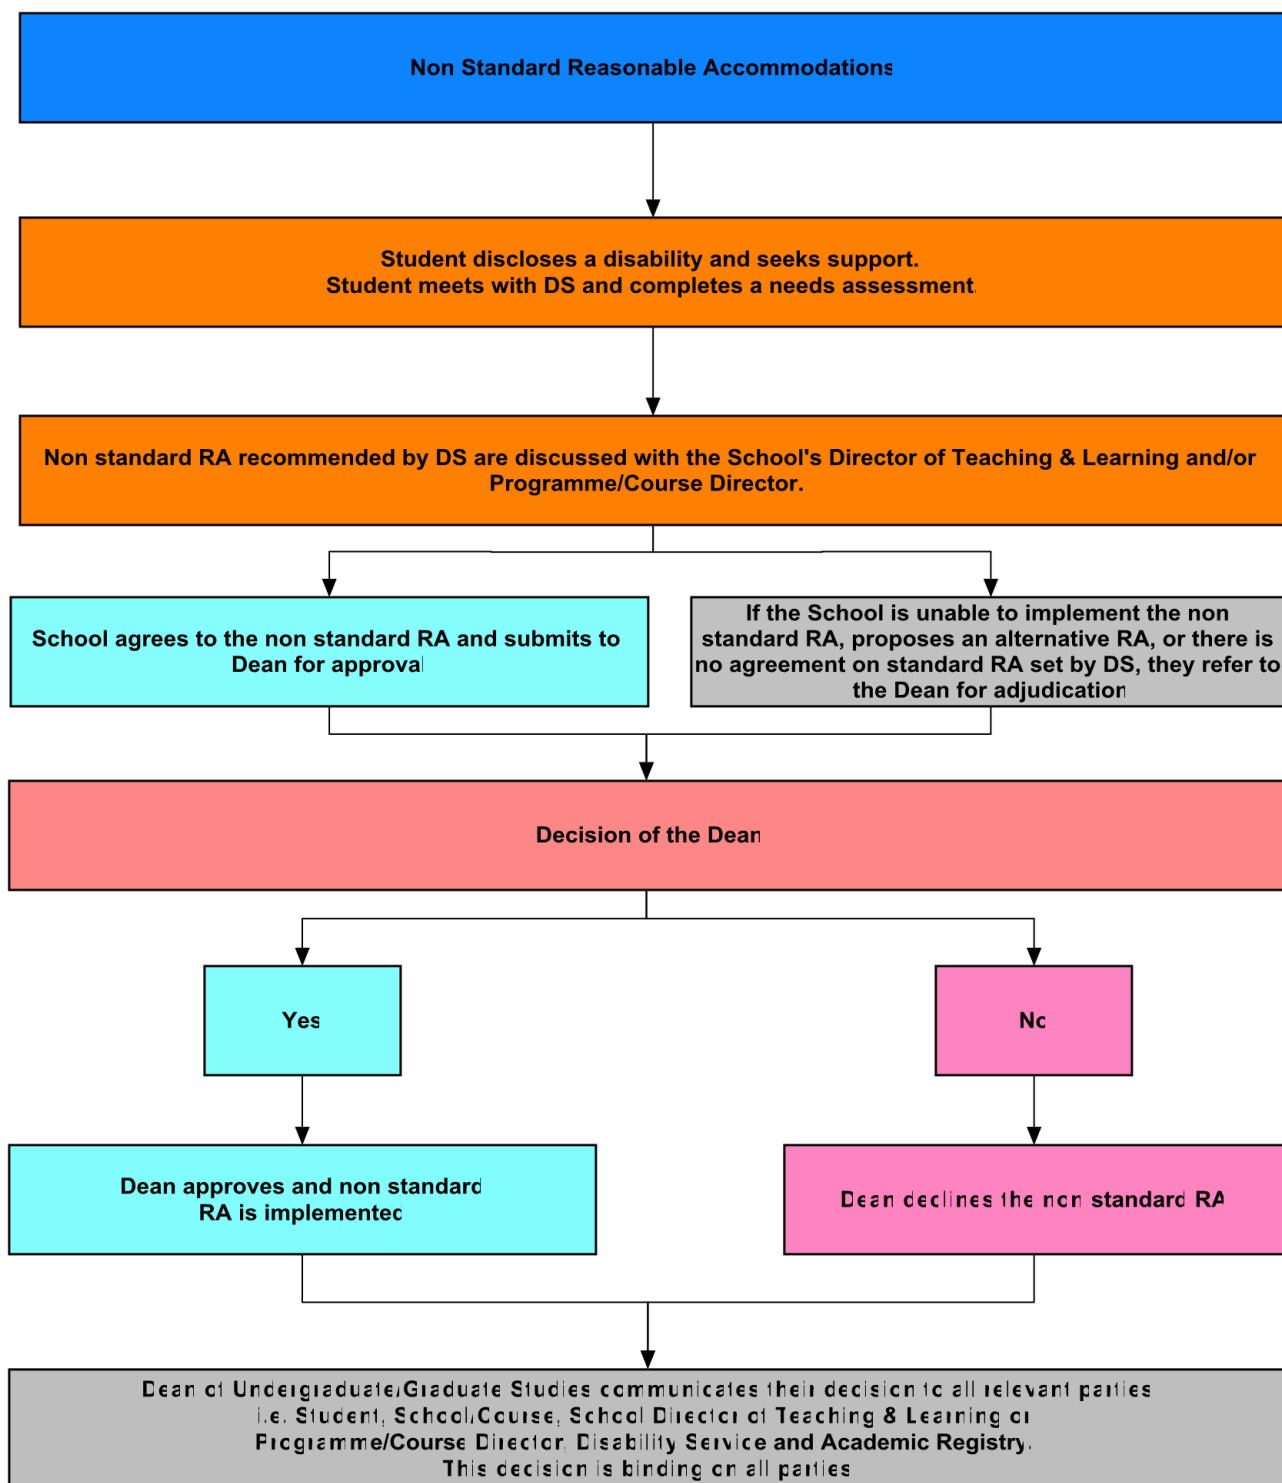 Non Standard Reasonable Accommodations
Student discloses a disability and seeks support.
Student meets with DS and completes a needs assessment.
Non standard RA recommended by DS are discussed with the School's Director of Teaching & Learning and/or
Programme/Course Director.
School agrees to the non standard RA and submits to
Dean for approval
If the School is unable to implement the non
standard RA, proposes an alternative RA, or there is
no agreement on standard RA set by DS, they refer to
the Dean for adjudication
Decision of the Dean
Yes
No
Dean approves and non standard
RA is implemented
Dean declines the non standard RA
Dean of Undergraduate/Graduate Studies communicates their decision to all relevant parties
i.e. Student, School/Course, School Director of Teaching & Learning or
Programme/Course Director, Disability Service and Academic Registry.
This decision is binding on all parties